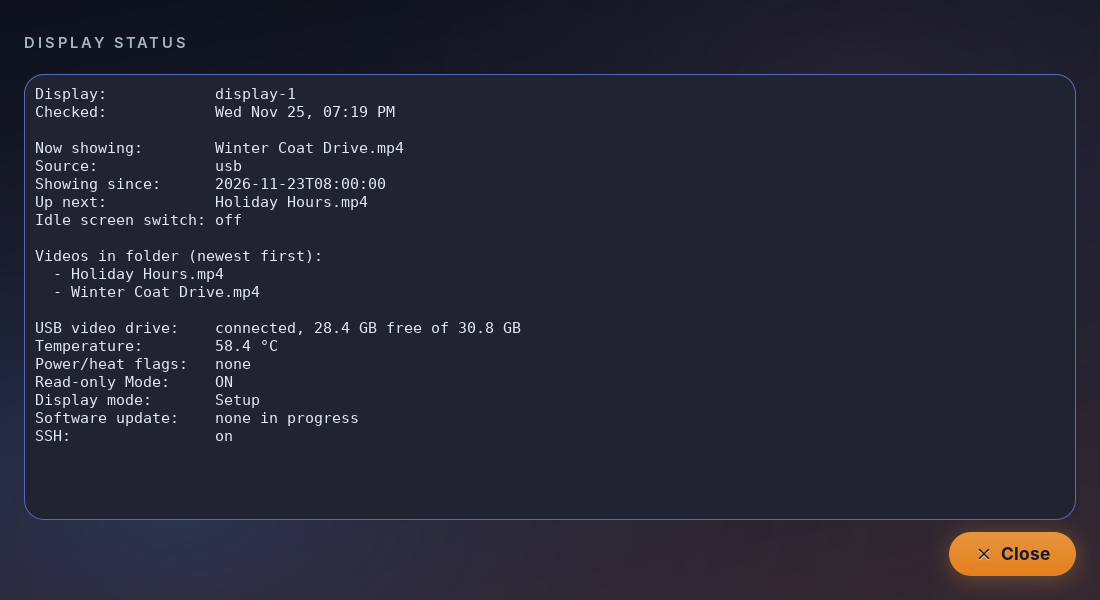 DISPLAY STATUS
Display:            display-1
Checked:            Wed Nov 25, 07:19 PM

Now showing:        Winter Coat Drive.mp4
Source:             usb
Showing since:      2026-11-23T08:00:00
Up next:            Holiday Hours.mp4
Idle screen switch: off

Videos in folder (newest first):
  - Holiday Hours.mp4
  - Winter Coat Drive.mp4

USB video drive:    connected, 28.4 GB free of 30.8 GB
Temperature:        58.4 °C
Power/heat flags:   none
Read-only Mode:     ON
Display mode:       Setup
Software update:    none in progress
SSH:                on
✕ Close